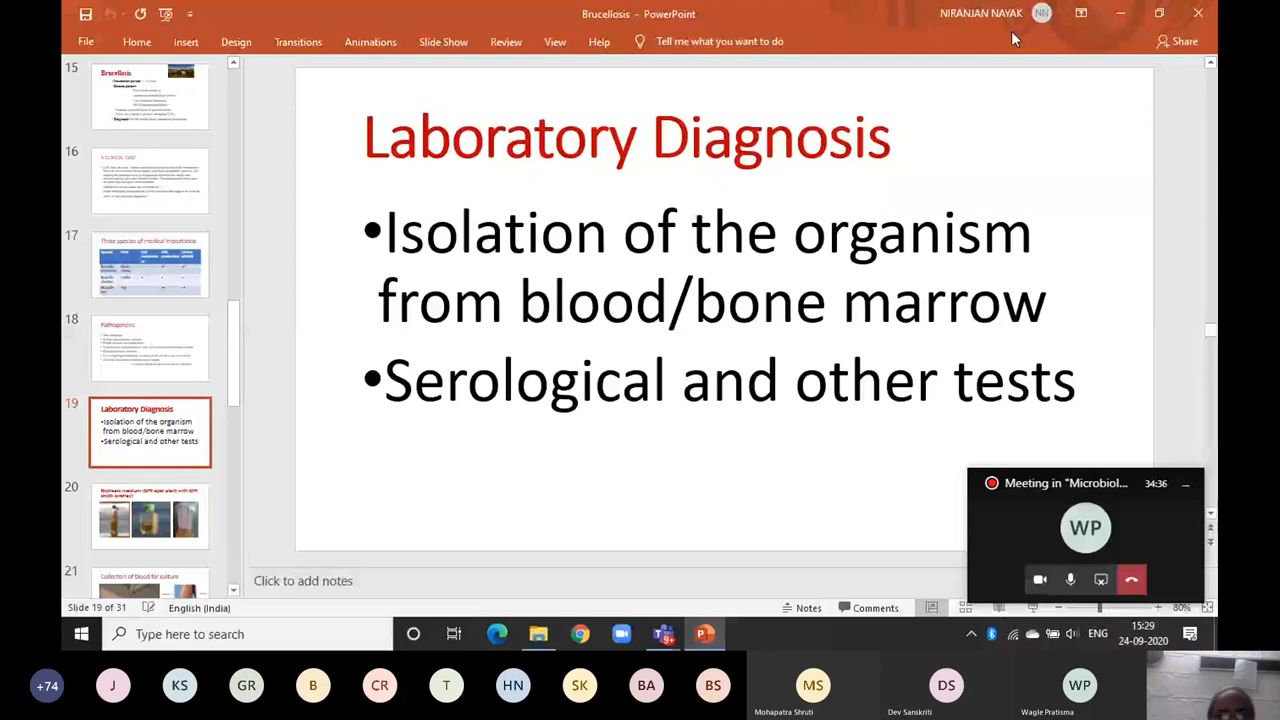 Brucellosis - PowerPoint
NIRANJAN NAYAK
NN
File
Home
Insert
Design
Transitions
Animations
Slide Show
Review
View
Help
Tell me what you want to do
Share
15
Brucellosis
16
A CLINICAL CASE
17
Three species of medical importance
18
Pathogenesis
19
Laboratory Diagnosis
•Isolation of the organism
from blood/bone marrow
•Serological and other tests
20
21
Collection of blood for culture
Laboratory Diagnosis
•Isolation of the organism
from blood/bone marrow
•Serological and other tests
Meeting in "Microbiol...
34:36
WP
Click to add notes
Slide 19 of 31
English (India)
Notes
Comments
80%
Type here to search
9+
ENG
15:29
24-09-2020
+74
J
KS
GR
B
CR
T
HN
SK
BA
BS
MS
Mohapatra Shruti
DS
Dev Sanskriti
WP
Wagle Pratisma